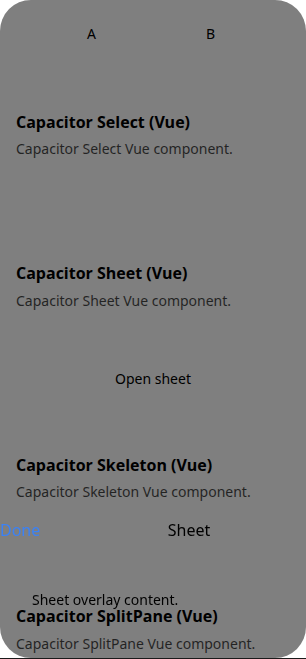 A B
Capacitor Select (Vue)
Capacitor Select Vue component.
Capacitor Sheet (Vue)
Capacitor Sheet Vue component.
Open sheet
Capacitor Skeleton (Vue)
Capacitor Skeleton Vue component.
Done Sheet
Sheet overlay content.
Capacitor SplitPane (Vue)
Capacitor SplitPane Vue component.